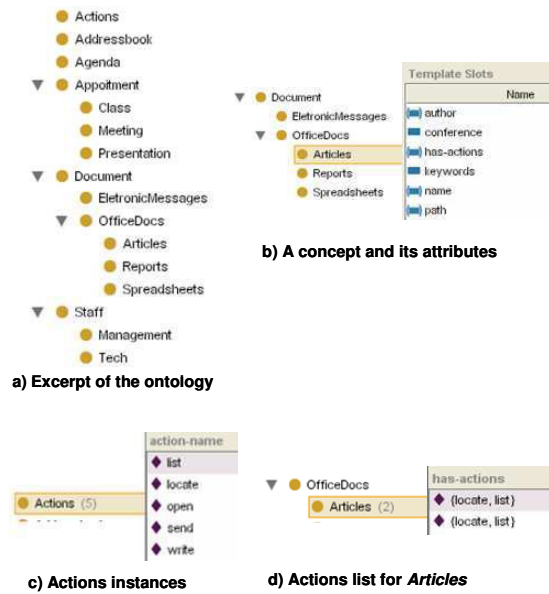 Actions
Addressbook
Agenda
Appoitment
Class
Meeting
Presentation
Document
EletronicMessages
OfficeDocs
Articles
Reports
Spreadsheets
Staff
Management
Tech
a) Excerpt of the ontology
Document
EletronicMessages
OfficeDocs
Articles
Reports
Spreadsheets
Template Slots
Name
author
conference
has-actions
keywords
name
path
b) A concept and its attributes
Actions (5)
action-name
list
locate
open
send
write
c) Actions instances
OfficeDocs
Articles (2)
has-actions
{locate, list}
{locate, list}
d) Actions list for Articles